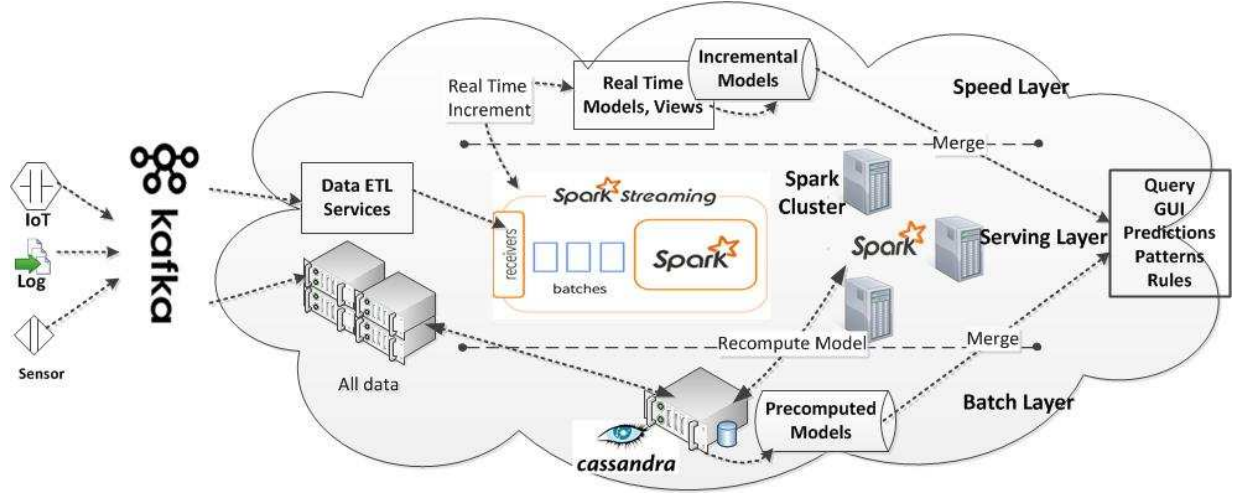 Incremental
Models
Real Time
Models, Views
Real Time
Increment
Speed Layer
Merge
IoT
Log
Sensor
kafka
Data ETL
Services
All data
Spark Streaming
receivers
batches
Spark
Spark
Cluster
Spark
Serving Layer
Query
GUI
Predictions
Patterns
Rules
Recompute Model
Merge
Batch Layer
Precomputed
Models
cassandra